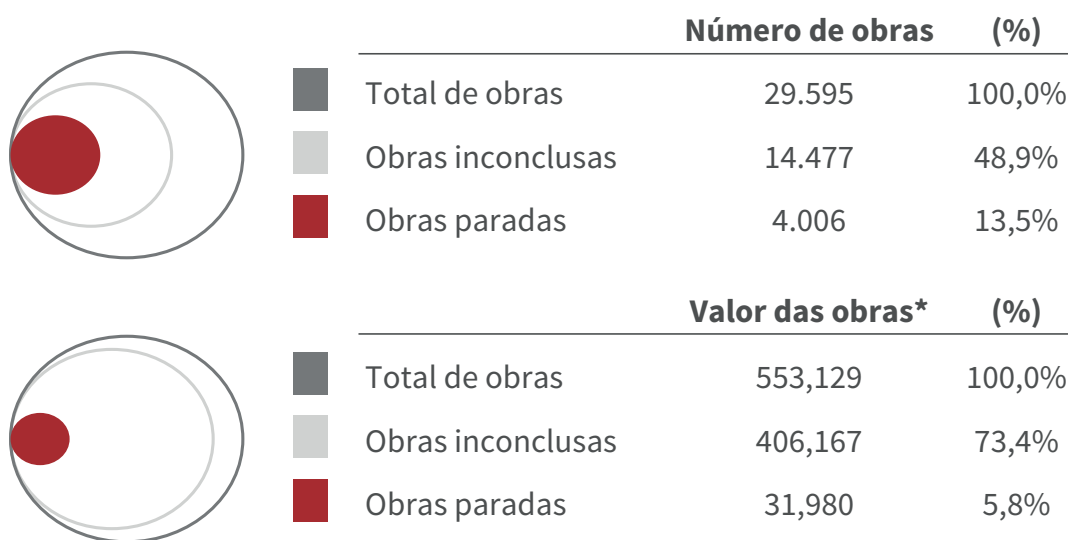 Número de obras (%)
Total de obras 29.595 100,0%
Obras inconclusas 14.477 48,9%
Obras paradas 4.006 13,5%
Valor das obras* (%)
Total de obras 553,129 100,0%
Obras inconclusas 406,167 73,4%
Obras paradas 31,980 5,8%